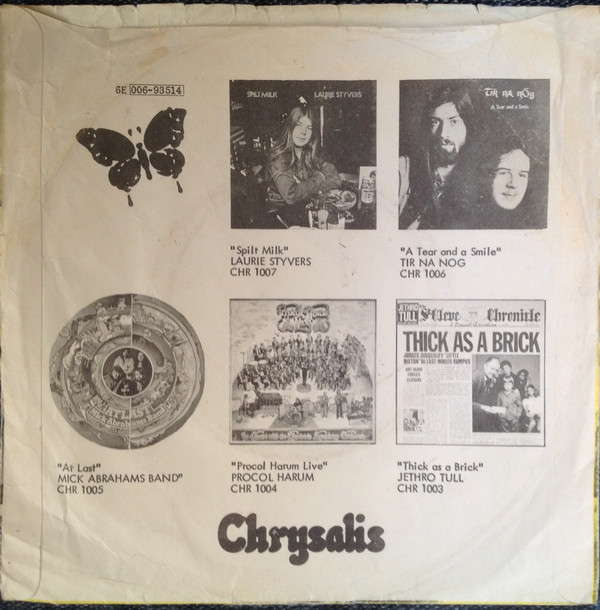 6E 006-93514
SPILT MILK LAURIE STYVERS
TIR NA NOG
A Tear and a Smile
"Spilt Milk"
LAURIE STYVERS
CHR 1007
"A Tear and a Smile"
TIR NA NOG
CHR 1006
JETHRO TULL
St Cleve Chronicle
THICK AS A BRICK
"At Last"
MICK ABRAHAMS BAND"
CHR 1005
"Procol Harum Live"
PROCOL HARUM
CHR 1004
"Thick as a Brick"
JETHRO TULL
CHR 1003
Chrysalis